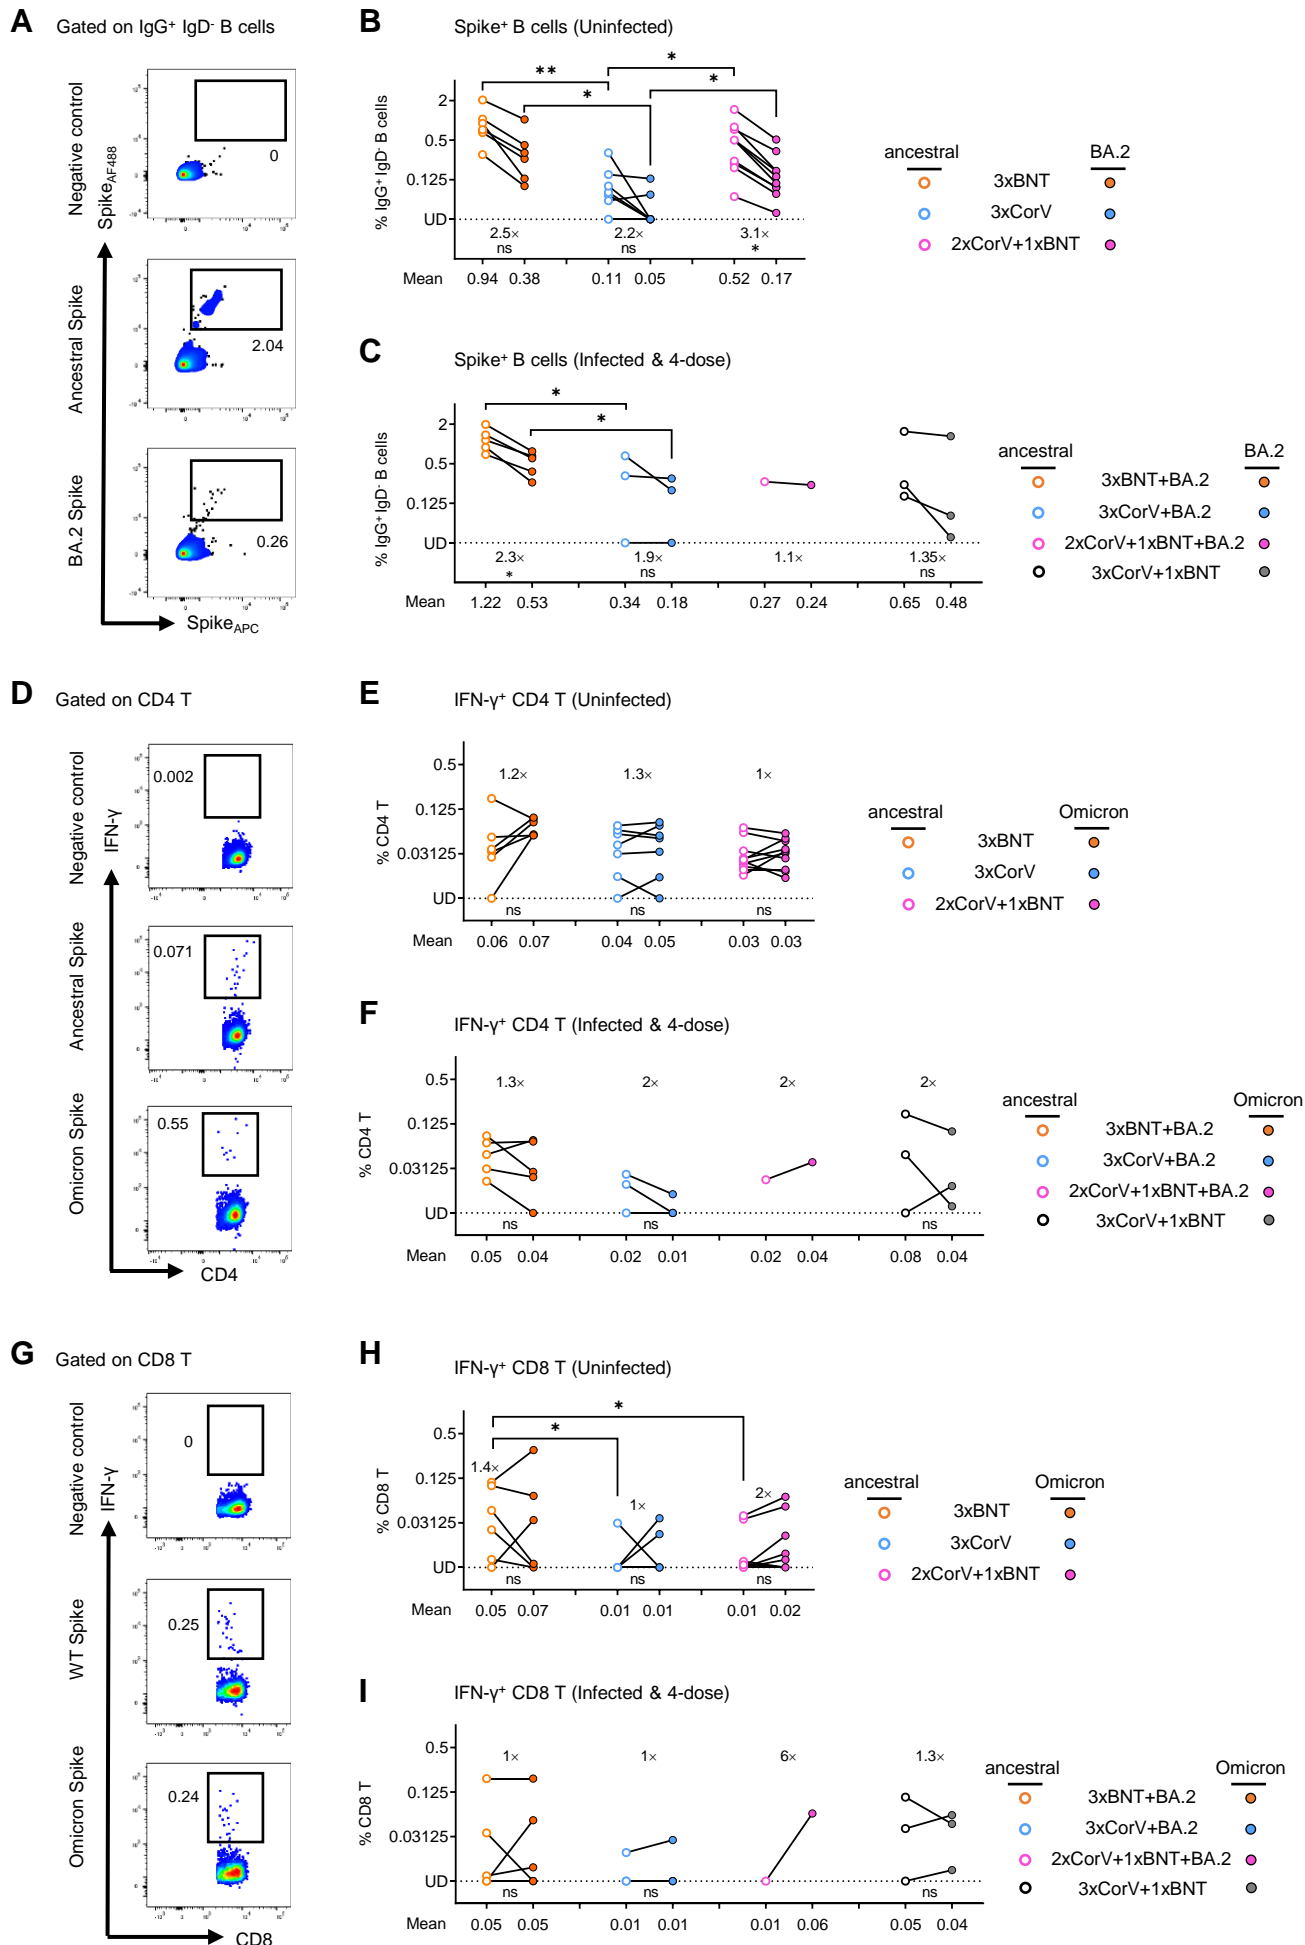 A Gated on IgG⁺ IgD⁻ B cells
Negative control
Spike_AF488
0
Ancestral Spike
2.04
BA.2 Spike
0.26
Spike_APC
B Spike⁺ B cells (Uninfected)
% IgG⁺ IgD⁻ B cells
** * * *
2
0.5
0.125
UD
2.5× 2.2× 3.1×
ns ns *
Mean 0.94 0.38 0.11 0.05 0.52 0.17
ancestral BA.2
3xBNT
3xCorV
2xCorV+1xBNT
C Spike⁺ B cells (Infected & 4-dose)
% IgG⁺ IgD⁻ B cells
* *
2
0.5
0.125
UD
2.3× 1.9× 1.1× 1.35×
* ns ns
Mean 1.22 0.53 0.34 0.18 0.27 0.24 0.65 0.48
ancestral BA.2
3xBNT+BA.2
3xCorV+BA.2
2xCorV+1xBNT+BA.2
3xCorV+1xBNT
D Gated on CD4 T
Negative control
IFN-γ
0.002
Ancestral Spike
0.071
Omicron Spike
0.55
CD4
E IFN-γ⁺ CD4 T (Uninfected)
% CD4 T
0.5
0.125
0.03125
UD
1.2× 1.3× 1×
ns ns ns
Mean 0.06 0.07 0.04 0.05 0.03 0.03
ancestral Omicron
3xBNT
3xCorV
2xCorV+1xBNT
F IFN-γ⁺ CD4 T (Infected & 4-dose)
% CD4 T
0.5
0.125
0.03125
UD
1.3× 2× 2× 2×
ns ns ns
Mean 0.05 0.04 0.02 0.01 0.02 0.04 0.08 0.04
ancestral Omicron
3xBNT+BA.2
3xCorV+BA.2
2xCorV+1xBNT+BA.2
3xCorV+1xBNT
G Gated on CD8 T
Negative control
IFN-γ
0
WT Spike
0.25
Omicron Spike
0.24
CD8
H IFN-γ⁺ CD8 T (Uninfected)
% CD8 T
* *
0.5
0.125
0.03125
UD
1.4× 1× 2×
ns ns ns
Mean 0.05 0.07 0.01 0.01 0.01 0.02
ancestral Omicron
3xBNT
3xCorV
2xCorV+1xBNT
I IFN-γ⁺ CD8 T (Infected & 4-dose)
% CD8 T
0.5
0.125
0.03125
UD
1× 1× 6× 1.3×
ns ns ns
Mean 0.05 0.05 0.01 0.01 0.01 0.06 0.05 0.04
ancestral Omicron
3xBNT+BA.2
3xCorV+BA.2
2xCorV+1xBNT+BA.2
3xCorV+1xBNT